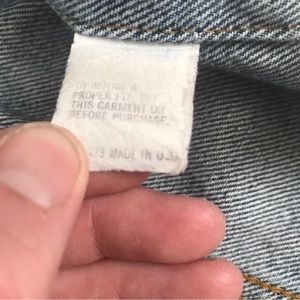 PROPER FIT, TRY
THIS GARMENT ON
BEFORE PURCHASE.
MADE IN U.S.